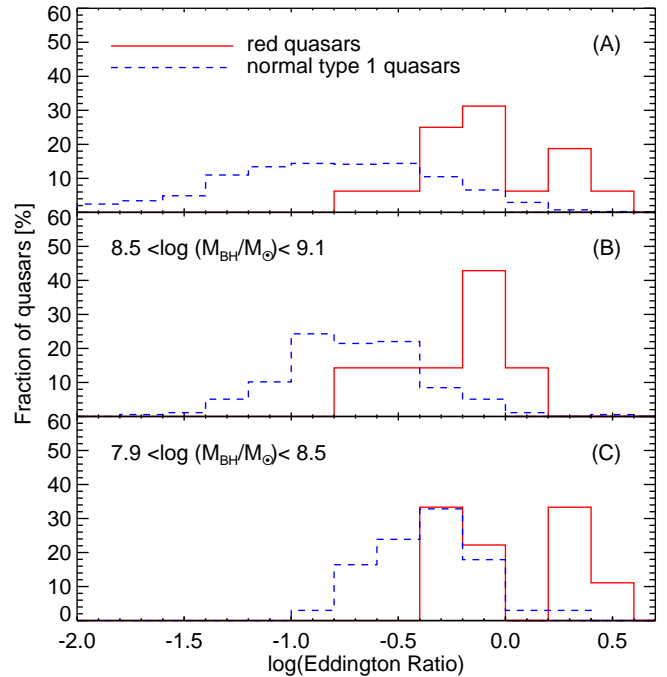 60
50
40
30
20
10
red quasars
normal type 1 quasars
(A)
60
50
40
30
20
10
8.5 <log (M_BH/M_⊙)< 9.1
(B)
60
50
40
30
20
10
0
7.9 <log (M_BH/M_⊙)< 8.5
(C)
Fraction of quasars [%]
-2.0 -1.5 -1.0 -0.5 0.0 0.5
log(Eddington Ratio)